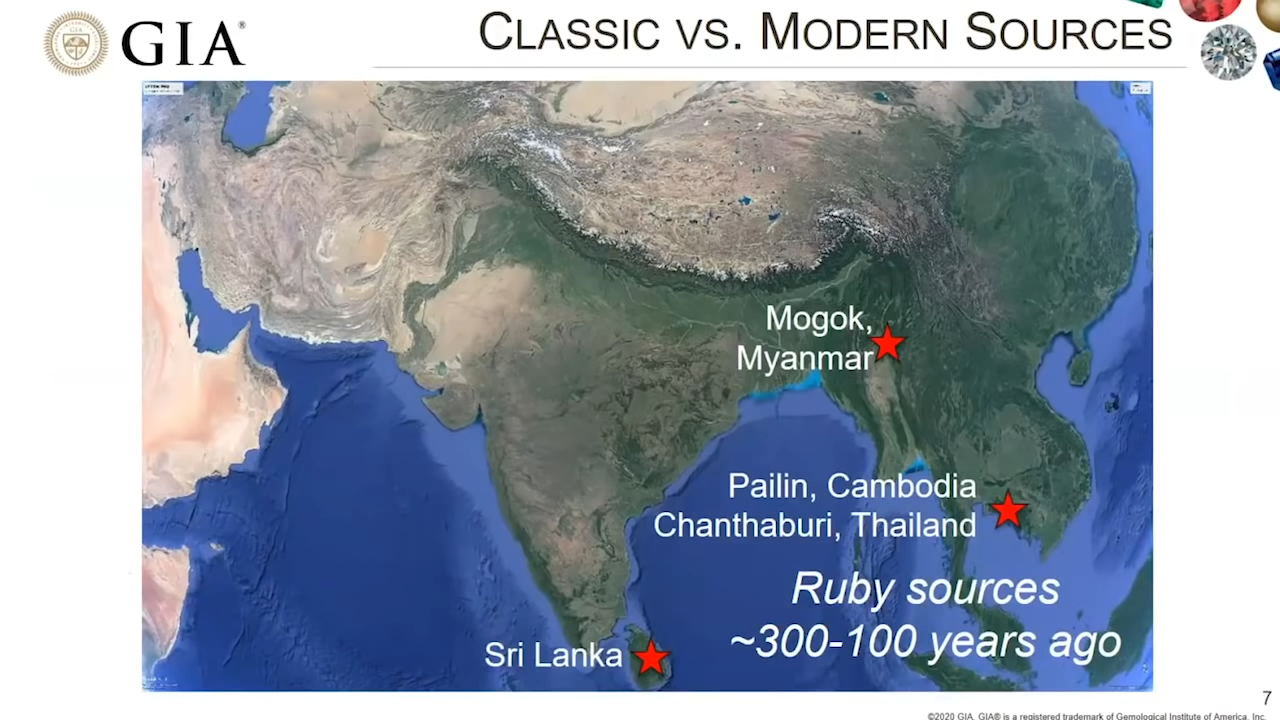 GIA®
CLASSIC VS. MODERN SOURCES
Mogok,
Myanmar
Pailin, Cambodia
Chanthaburi, Thailand
Ruby sources
~300-100 years ago
Sri Lanka
7
©2020 GIA. GIA® is a registered trademark of Gemological Institute of America, Inc.